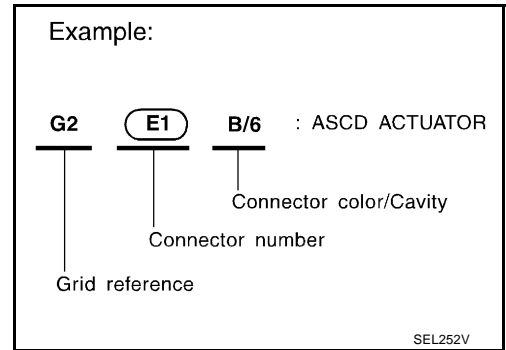 Example:
G2 E1 B/6 : ASCD ACTUATOR
Connector color/Cavity
Connector number
Grid reference
SEL252V